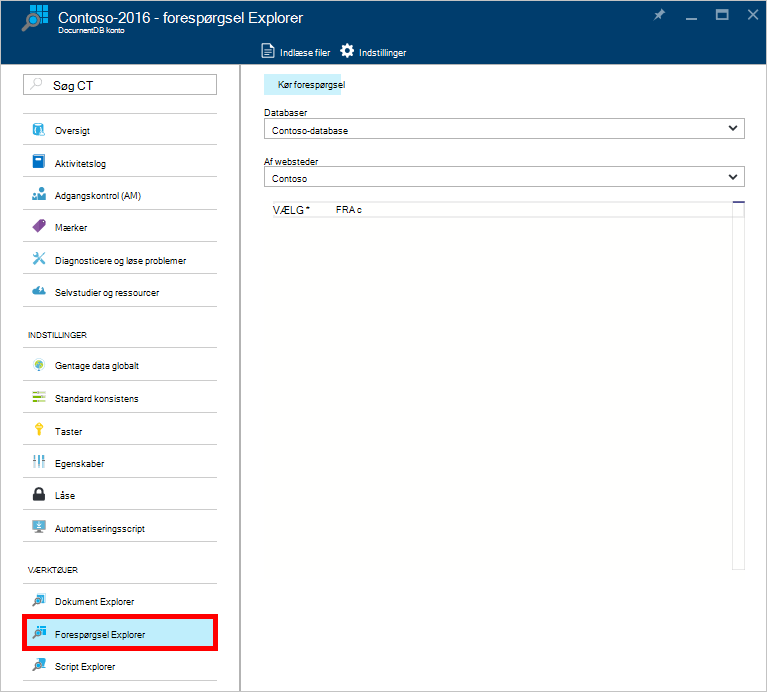 Contoso-2016 - forespørgsel Explorer
DocumentDB konto
Indlæse filer
Indstillinger
Søg CT
Oversigt
Aktivitetslog
Adgangskontrol (AM)
Mærker
Diagnosticere og løse problemer
Selvstudier og ressourcer
INDSTILLINGER
Gentage data globalt
Standard konsistens
Taster
Egenskaber
Låse
Automatiseringsscript
VÆRKTØJER
Dokument Explorer
Forespørgsel Explorer
Script Explorer
Kør forespørgsel
Databaser
Contoso-database
Af websteder
Contoso
VÆLG * FRA c